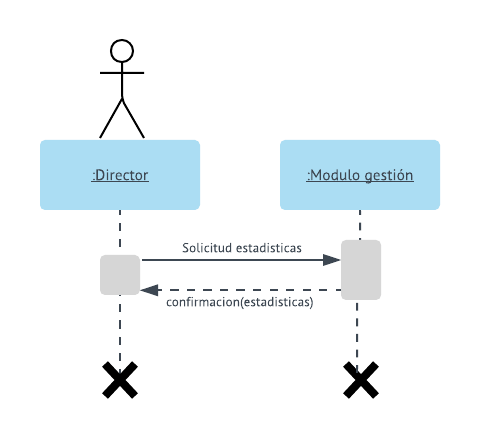 :Director
:Modulo gestión
Solicitud estadisticas
confirmacion(estadisticas)